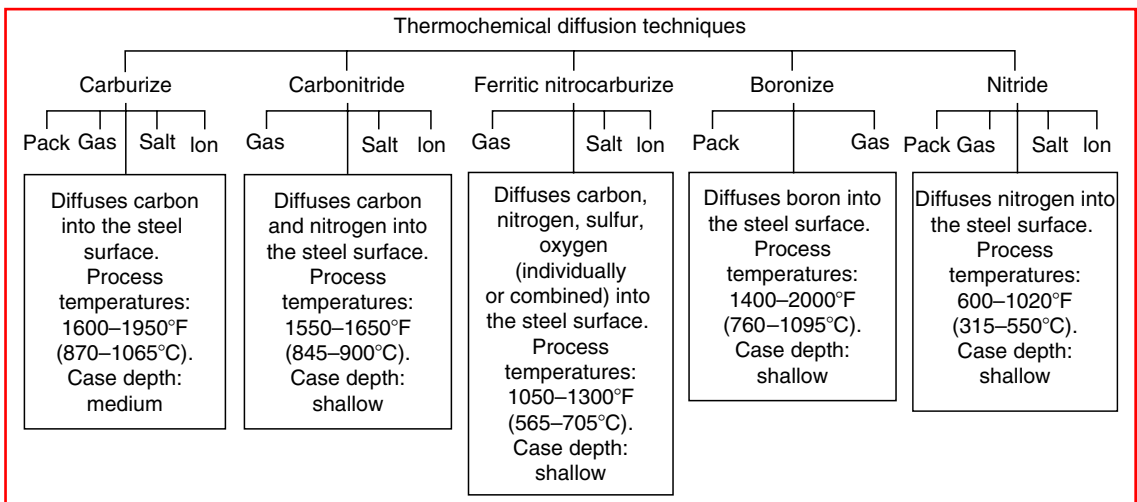 Thermochemical diffusion techniques
Carburize
Carbonitride
Ferritic nitrocarburize
Boronize
Nitride
Pack Gas Salt Ion
Gas Salt Ion
Gas Salt Ion
Pack Gas
Pack Gas Salt Ion
Diffuses carbon
into the steel
surface.
Process
temperatures:
1600–1950°F
(870–1065°C).
Case depth:
medium
Diffuses carbon
and nitrogen into
the steel surface.
Process
temperatures:
1550–1650°F
(845–900°C).
Case depth:
shallow
Diffuses carbon,
nitrogen, sulfur,
oxygen
(individually
or combined) into
the steel surface.
Process
temperatures:
1050–1300°F
(565–705°C).
Case depth:
shallow
Diffuses boron into
the steel surface.
Process
temperatures:
1400–2000°F
(760–1095°C).
Case depth:
shallow
Diffuses nitrogen into
the steel surface.
Process
temperatures:
600–1020°F
(315–550°C).
Case depth:
shallow